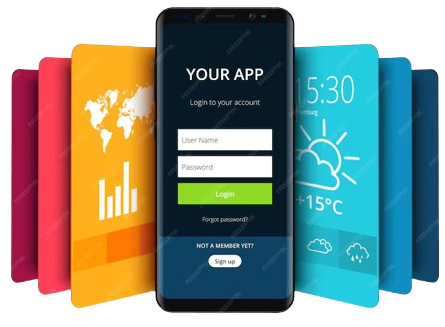 YOUR APP
Login to your account
User Name
Password
Login
Forgot password?
NOT A MEMBER YET?
Sign up
15:30
+15°C